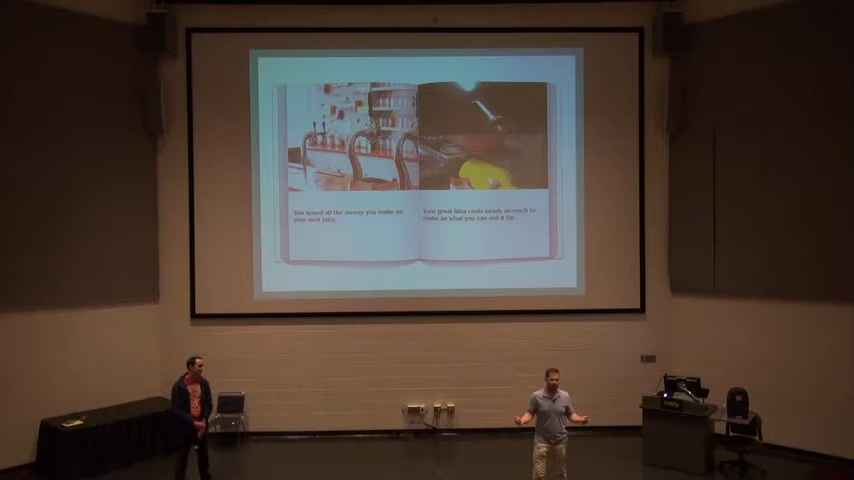 You spend all the money you make on
your next idea.
Your great idea costs nearly as much to
make as what you can sell it for.